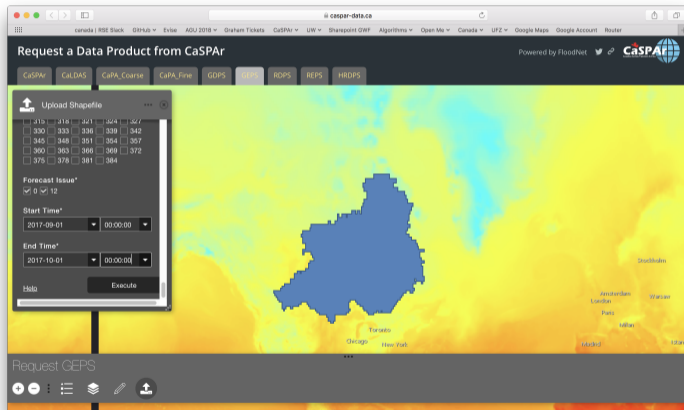 caspar-data.ca
canada | RSE Slack GitHub Evise AGU 2018 Graham Tickets CaSPAr UW Sharepoint GWF Algorithms Open Me Canada UFZ Google Maps Google Account Router
Request a Data Product from CaSPAr
Powered by FloodNet
CaSPAr
CaSPAr CaLDAS CaPA_Coarse CaPA_Fine GDPS GEPS RDPS REPS HRDPS
Upload Shapefile
315 318 321 324 327
330 333 336 339 342
345 348 351 354 357
360 363 366 369 372
375 378 381 384
Forecast Issue*
0 12
Start Time*
2017-09-01 00:00:00
End Time*
2017-10-01 00:00:00
Help
Execute
Stockholm
Amsterdam
London
Warsaw
Paris
Milan
Toronto
Chicago
New York
Madrid
Request GEPS